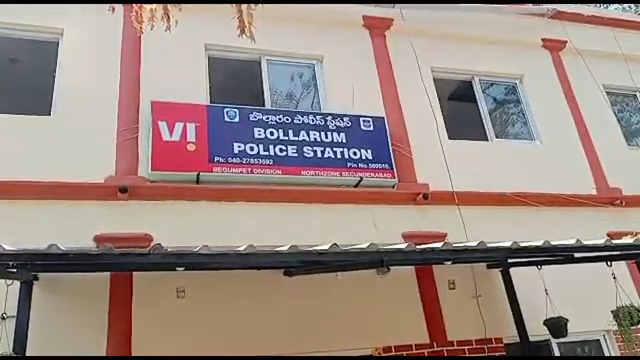 VI
బొల్లారం పోలీస్ స్టేషన్
BOLLARUM
POLICE STATION
Ph: 040-27853592 Pin No.500010.
BEGUMPET DIVISION NORTHZONE SECUNDERABAD.